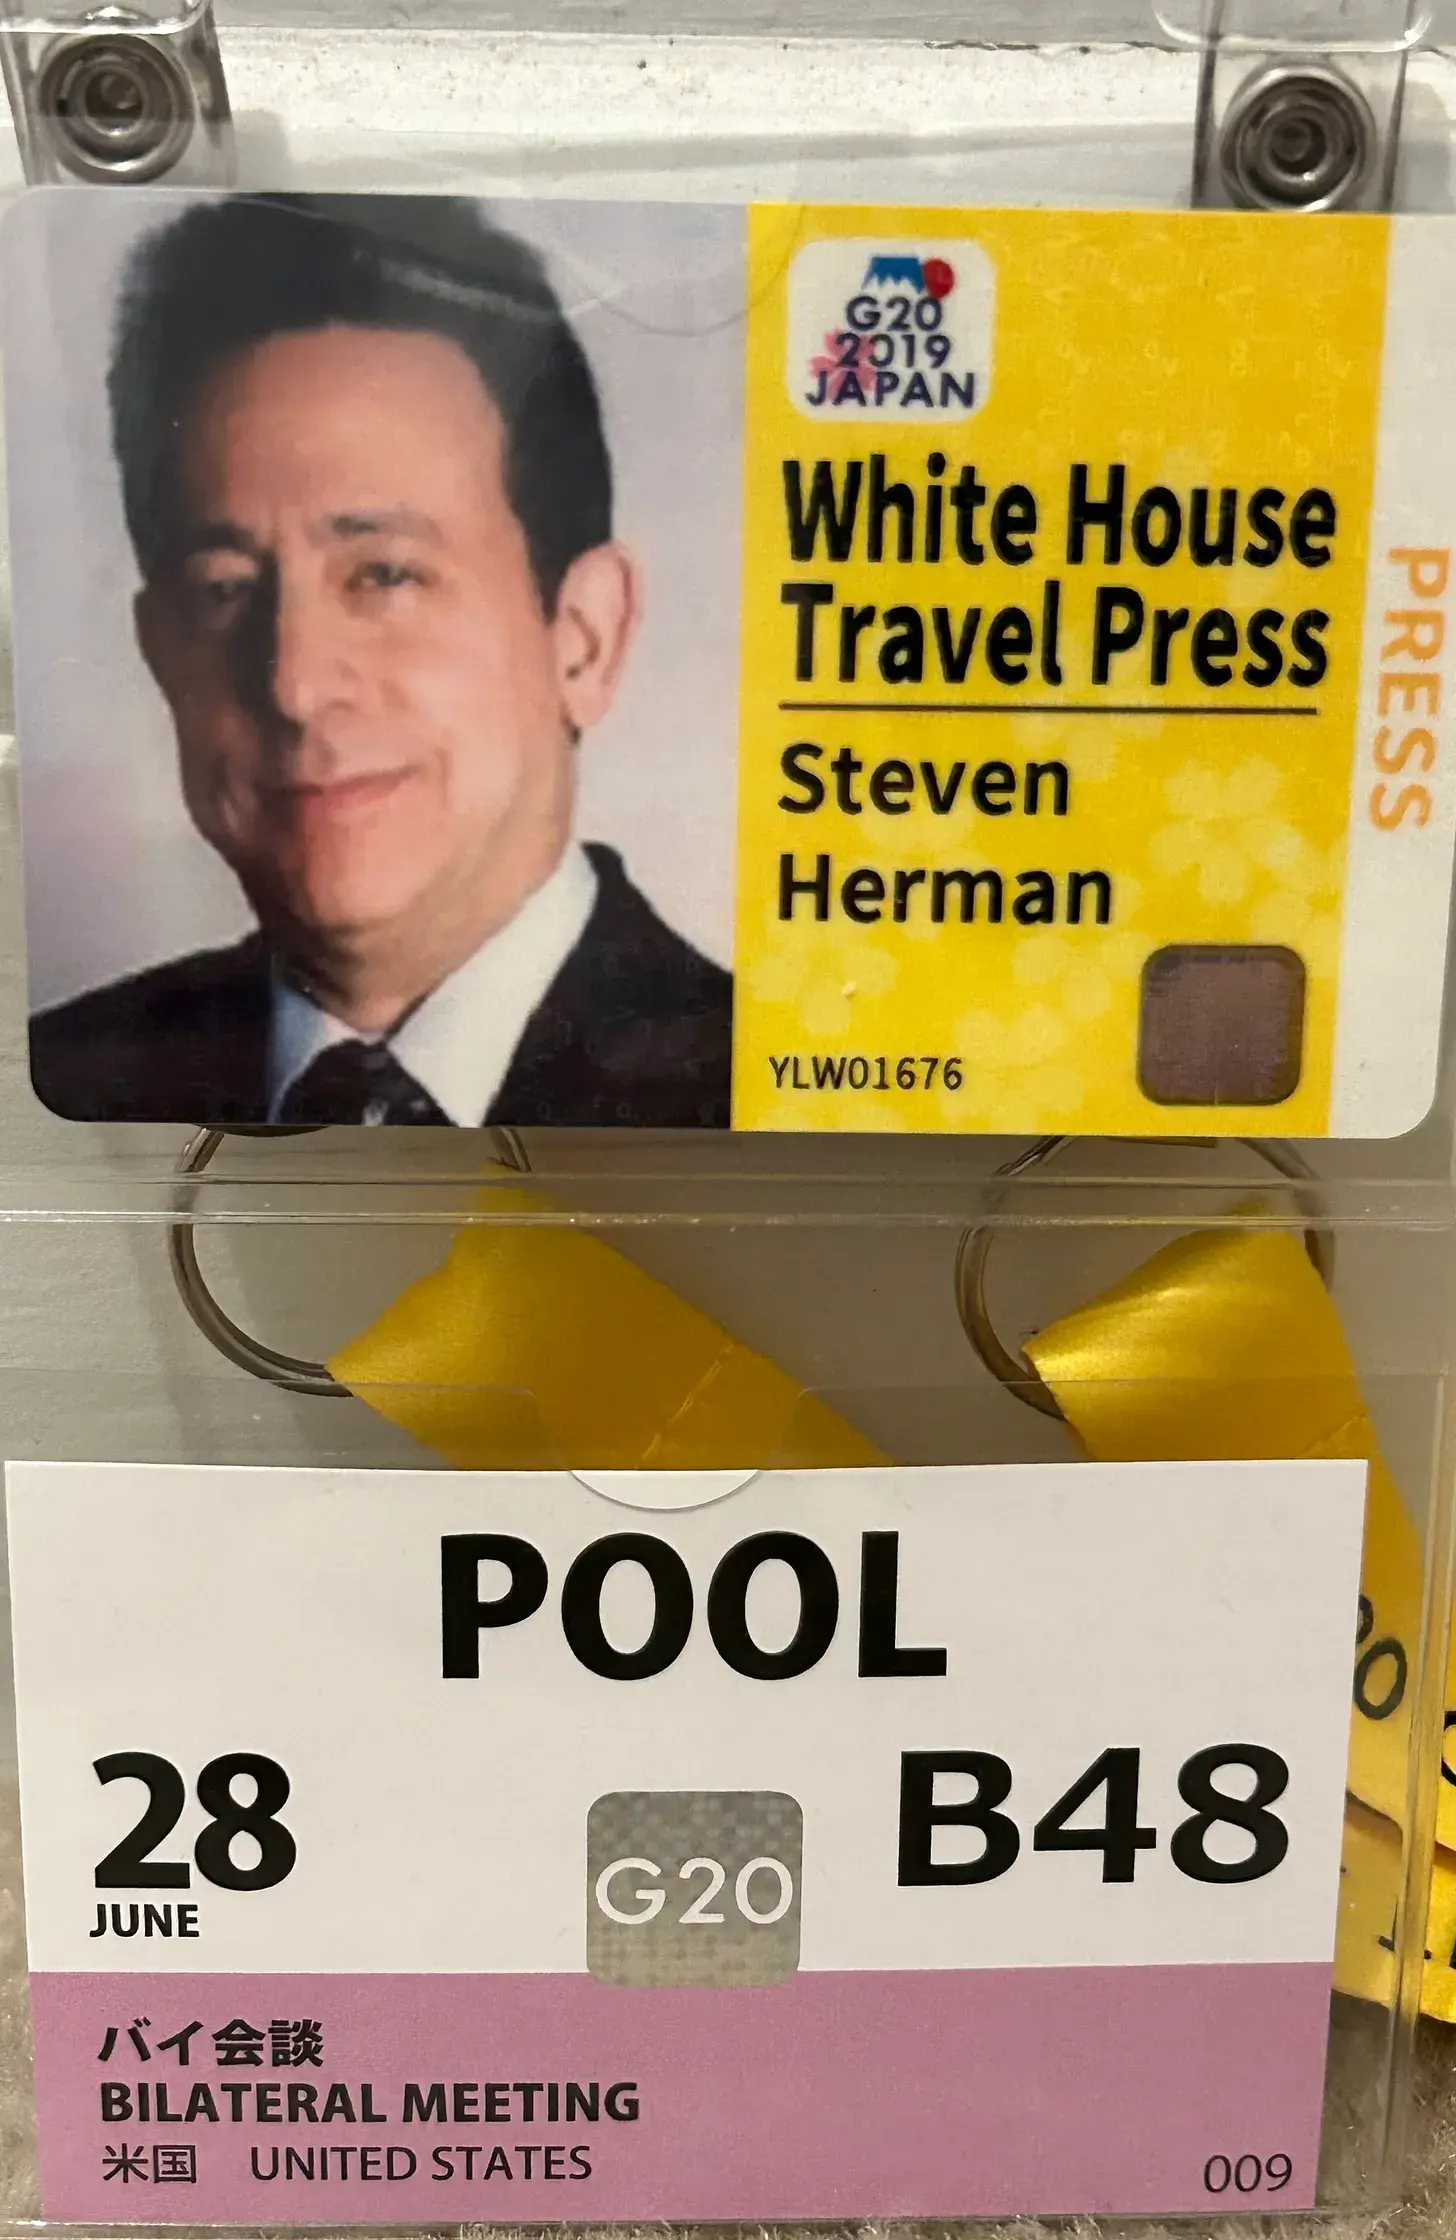 G20
2019
JAPAN
White House
Travel Press
PRESS
Steven
Herman
YLW01676
POOL
28
JUNE
G20
B48
バイ会談
BILATERAL MEETING
米国 UNITED STATES
009